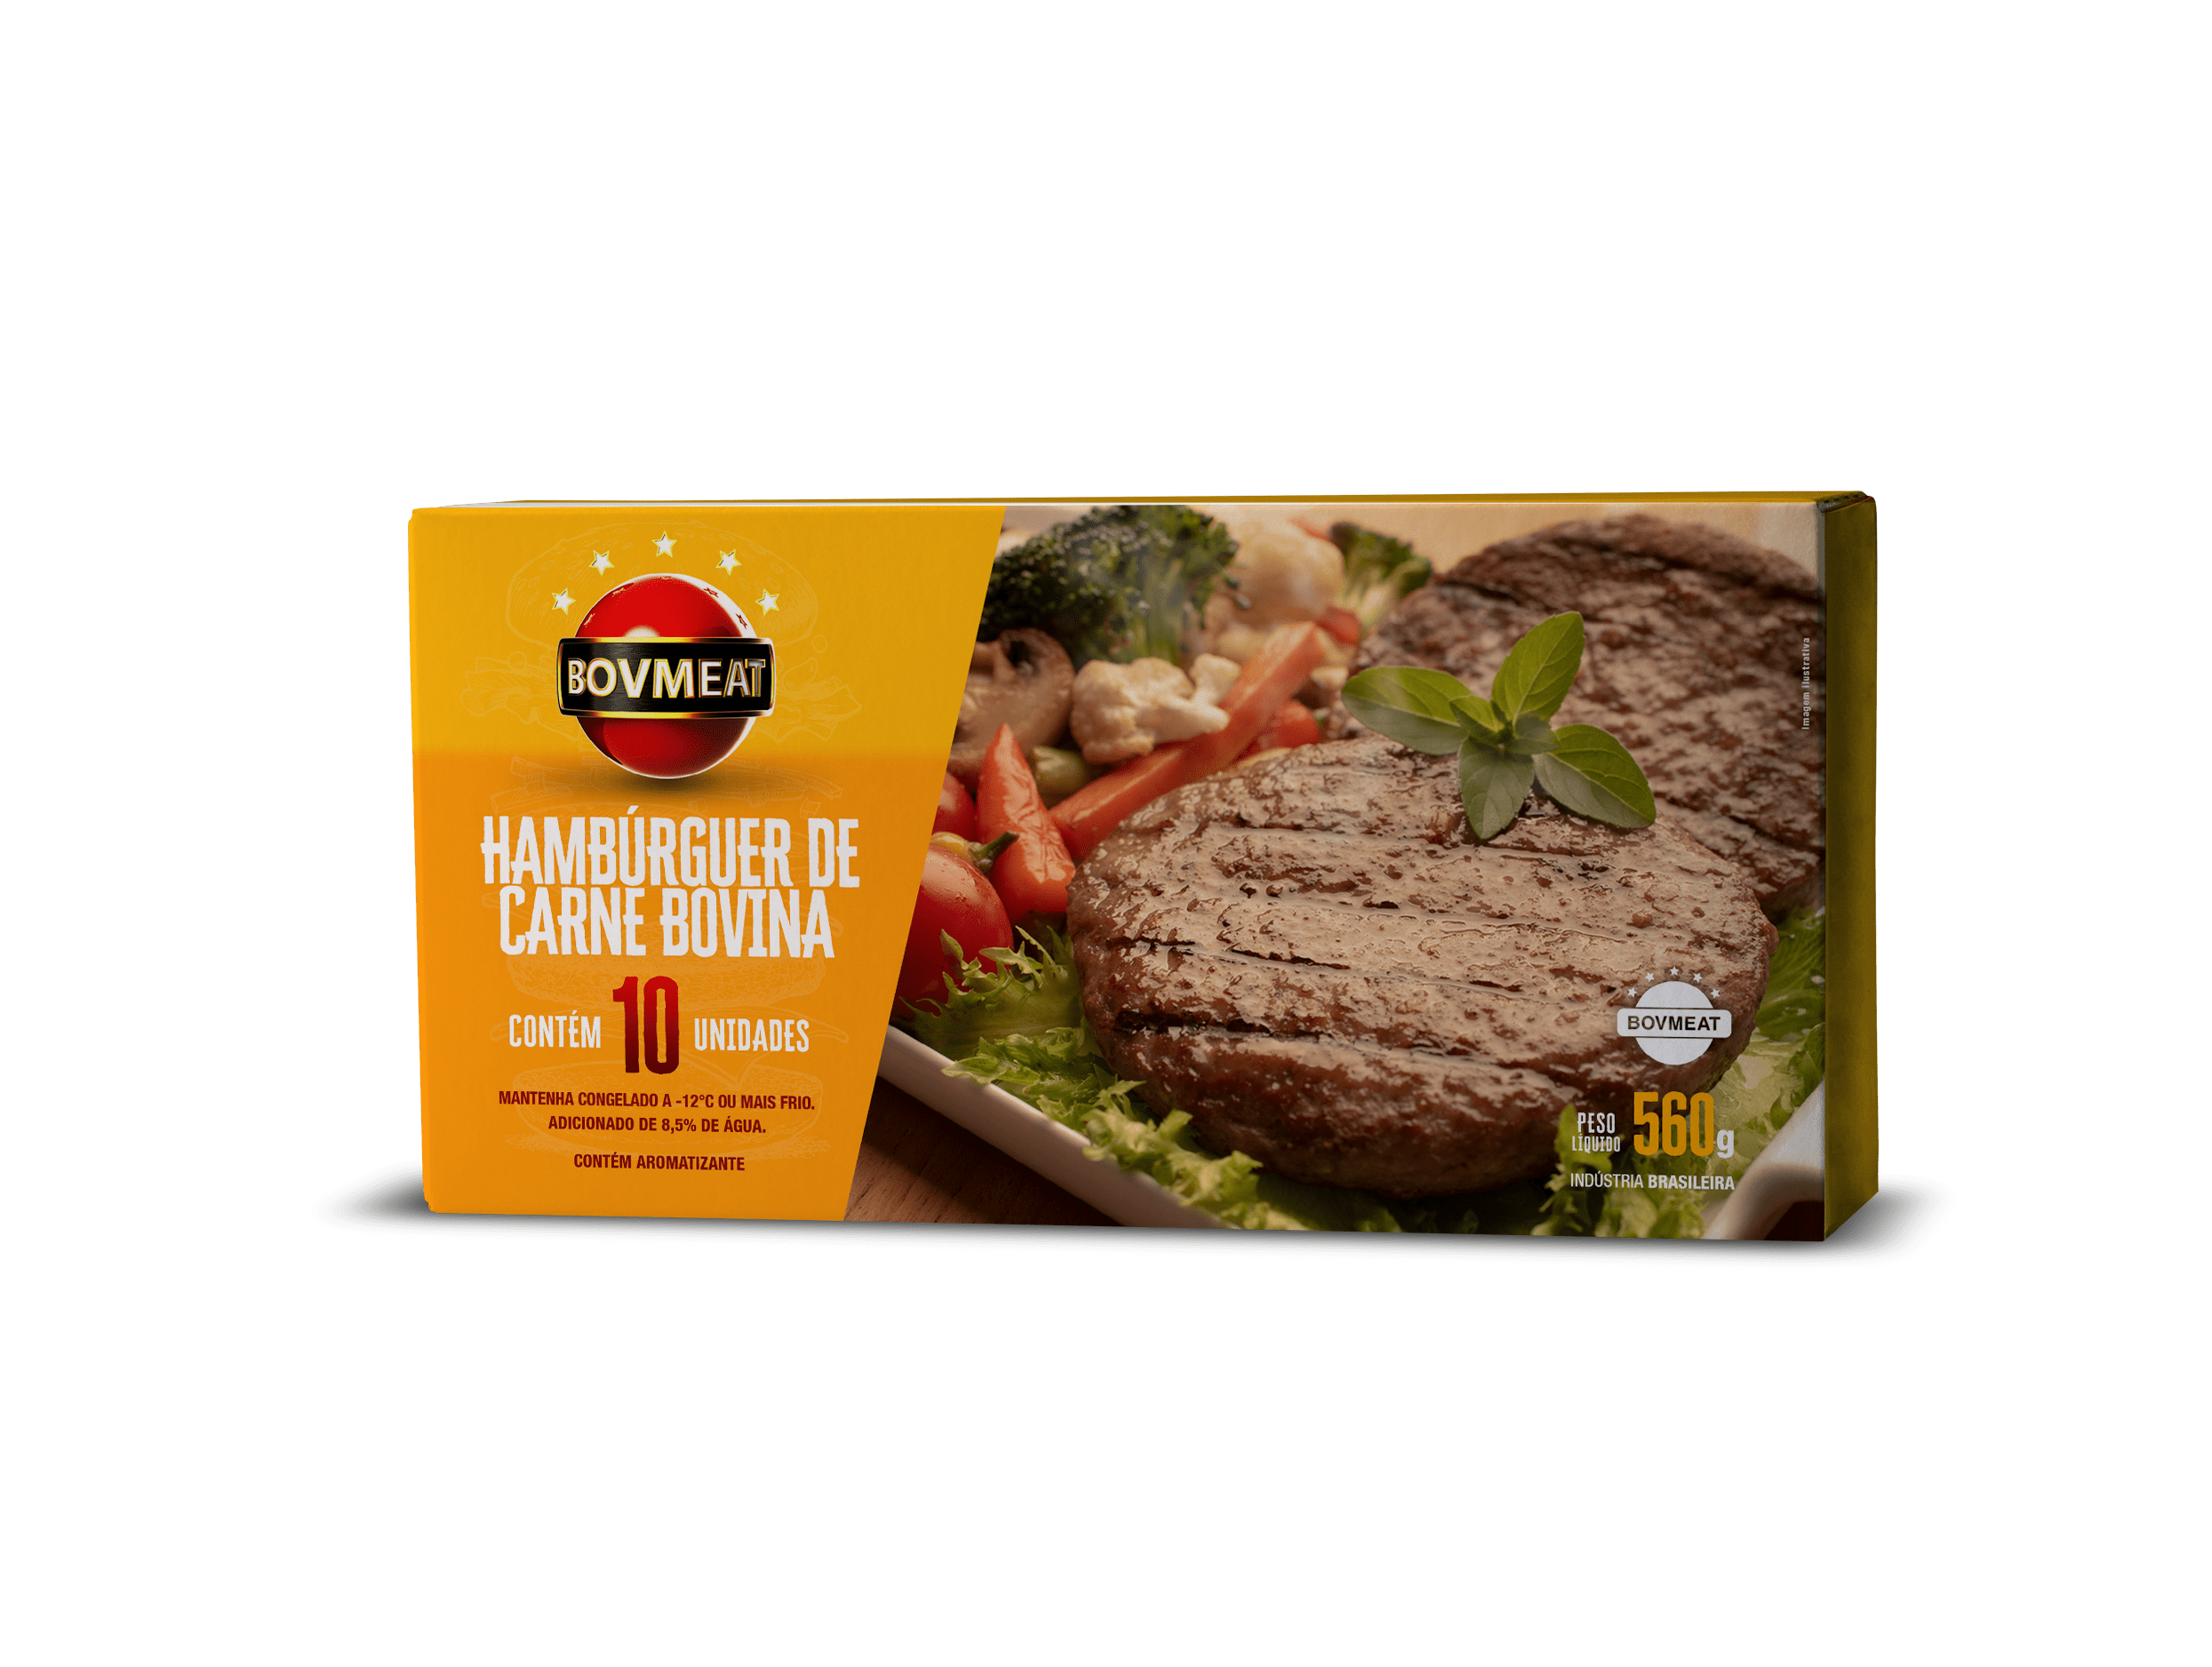 BOVMEAT
HAMBÚRGUER DE
CARNE BOVINA
CONTÉM 10 UNIDADES
MANTENHA CONGELADO A -12°C OU MAIS FRIO.
ADICIONADO DE 8,5% DE ÁGUA.
CONTÉM AROMATIZANTE
Imagem ilustrativa
BOVMEAT
PESO
LÍQUIDO 560g
INDÚSTRIA BRASILEIRA